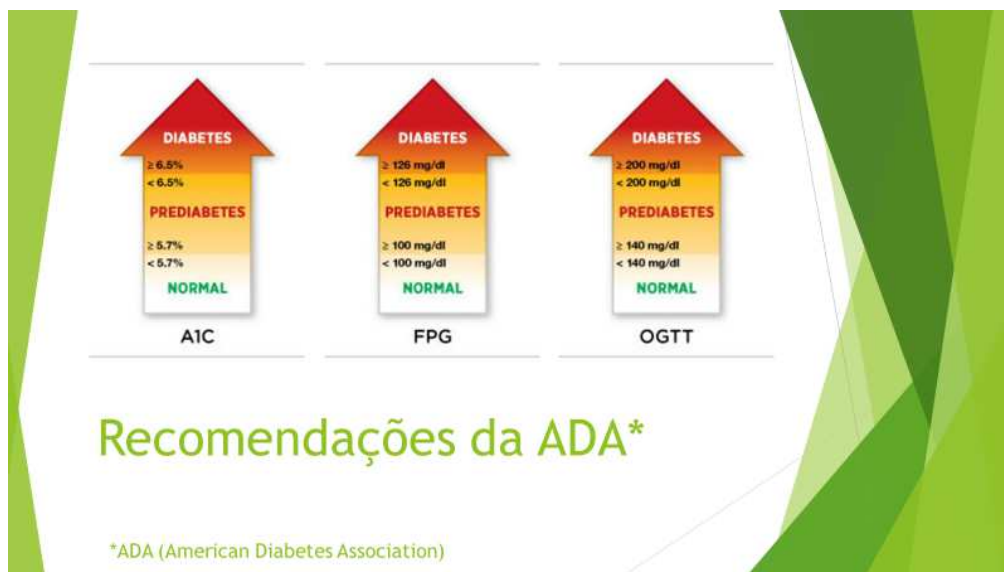 DIABETES
≥ 6.5%
< 6.5%
PREDIABETES
≥ 5.7%
< 5.7%
NORMAL
A1C
DIABETES
≥ 126 mg/dl
< 126 mg/dl
PREDIABETES
≥ 100 mg/dl
< 100 mg/dl
NORMAL
FPG
DIABETES
≥ 200 mg/dl
< 200 mg/dl
PREDIABETES
≥ 140 mg/dl
< 140 mg/dl
NORMAL
OGTT
Recomendações da ADA*
*ADA (American Diabetes Association)